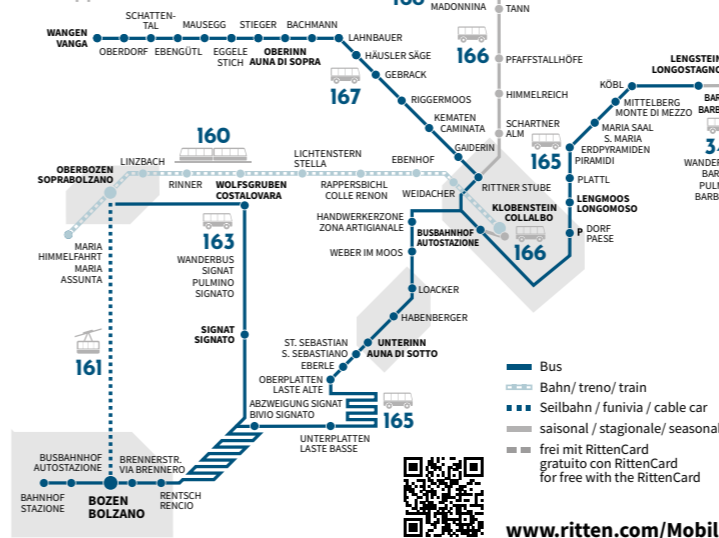 MADONNINA
TANN
166
PFAFFSTALLHÖFE
HIMMELREICH
SCHARTNER
ALM
WANGEN
VANGA
OBERDORF
SCHATTEN-
TAL
EBENGÜTL
MAUSEGG
EGGELE
STICH
STIEGER
OBERINN
AUNA DI SOPRA
BACHMANN
LAHNBAUER
HÄUSLER SÄGE
GEBRACK
167
RIGGERMOOS
KEMATEN
CAMINATA
GAIDERIN
RITTNER STUBE
LENGSTEIN
LONGOSTAGNO
KÖBL
MITTELBERG
MONTE DI MEZZO
MARIA SAAL
S. MARIA
ERDPYRAMIDEN
PIRAMIDI
165
PLATTL
LENGMOOS
LONGOMOSO
P DORF
PAESE
160
OBERBOZEN
SOPRABOLZANO
LINZBACH
RINNER
WOLFSGRUBEN
COSTALOVARA
LICHTENSTERN
STELLA
RAPPERSBICHL
COLLE RENON
EBENHOF
WEIDACHER
KLOBENSTEIN
COLLALBO
166
BUSBAHNHOF
AUTOSTAZIONE
MARIA
HIMMELFAHRT
MARIA
ASSUNTA
163
WANDERBUS
SIGNAT
PULMINO
SIGNATO
SIGNAT
SIGNATO
161
HANDWERKERZONE
ZONA ARTIGIANALE
WEBER IM MOOS
LOACKER
HABENBERGER
UNTERINN
AUNA DI SOTTO
ST. SEBASTIAN
S. SEBASTIANO
EBERLE
OBERPLATTEN
LASTE ALTE
165
ABZWEIGUNG SIGNAT
BIVIO SIGNATO
UNTERPLATTEN
LASTE BASSE
BUSBAHNHOF
AUTOSTAZIONE
BRENNERSTR.
VIA BRENNERO
BAHNHOF
STAZIONE
BOZEN
BOLZANO
RENTSCH
RENCIO
Bus
Bahn/ treno/ train
Seilbahn / funivia / cable car
saisonal / stagionale/ seasonal
frei mit RittenCard
gratuito con RittenCard
for free with the RittenCard
www.ritten.com/Mobil